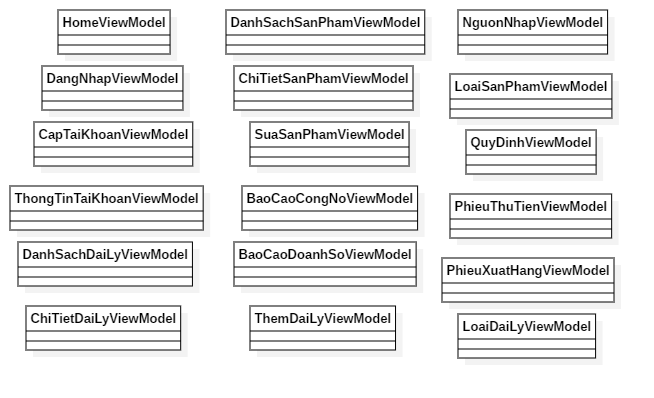 HomeViewModel
DanhSachSanPhamViewModel
NguonNhapViewModel
DangNhapViewModel
ChiTietSanPhamViewModel
LoaiSanPhamViewModel
CapTaiKhoanViewModel
SuaSanPhamViewModel
QuyDinhViewModel
ThongTinTaiKhoanViewModel
BaoCaoCongNoViewModel
PhieuThuTienViewModel
DanhSachDaiLyViewModel
BaoCaoDoanhSoViewModel
PhieuXuatHangViewModel
ChiTietDaiLyViewModel
ThemDaiLyViewModel
LoaiDaiLyViewModel